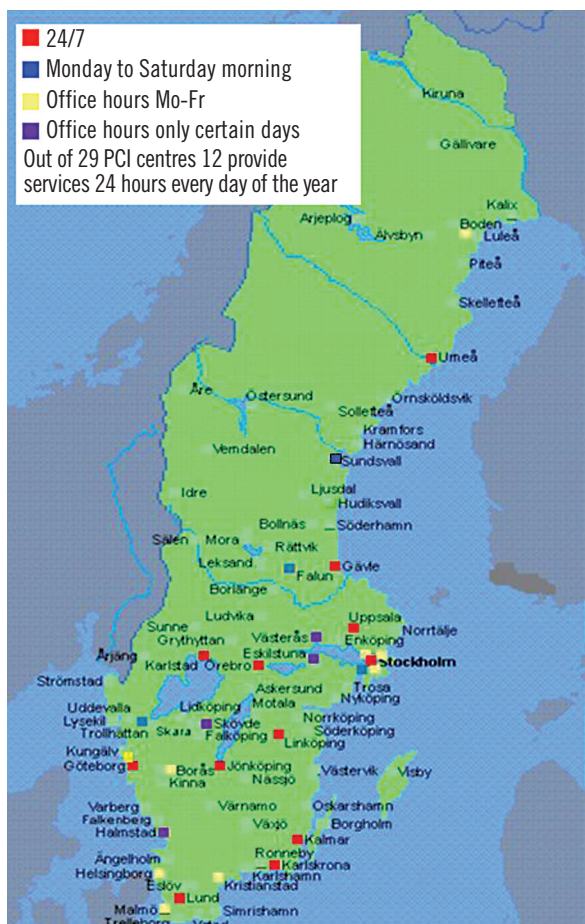 24/7
Monday to Saturday morning
Office hours Mo-Fr
Office hours only certain days
Out of 29 PCI centres 12 provide
services 24 hours every day of the year
Kiruna
Gällivare
Kalix
Arjeplog
Älvsbyn
Boden
Luleå
Piteå
Skelletteå
Umeå
Åre
Östersund
Örnsköldsvik
Solletteå
Kramfors
Härnösand
Vemdalen
Sundsvall
Idre
Ljusdal
Hudiksvall
Bollnäs
Söderhamn
Sälen
Mora
Rättvik
Leksand
Falun
Gävle
Borlänge
Ludvika
Uppsala
Sunne
Norrtälje
Grythyttan
Västerås
Enköping
Årjäng
Karlstad
Örebro
Eskilstuna
Stockholm
Strömstad
Askersund
Trosa
Nyköping
Uddevalla
Lidköping
Motala
Lysekil
Skövde
Norrköping
Trollhättan
Skara
Falköping
Söderköping
Linköping
Kungälv
Göteborg
Borås
Jönköping
Västervik
Visby
Kinna
Nässjö
Varberg
Värnamo
Oskarshamn
Falkenberg
Växjö
Borgholm
Halmstad
Kalmar
Ronneby
Ängelholm
Karlskrona
Helsingborg
Karlshamn
Eslöv
Kristianstad
Lund
Malmö
Simrishamn
Trelleborg
Ystad